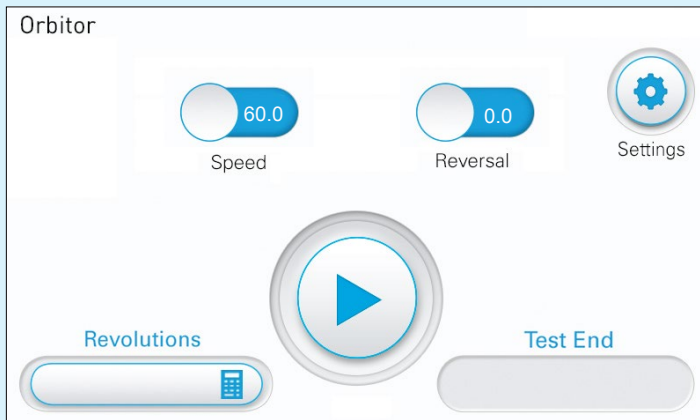 Orbitor
60.0
0.0
Speed
Reversal
Settings
Revolutions
Test End